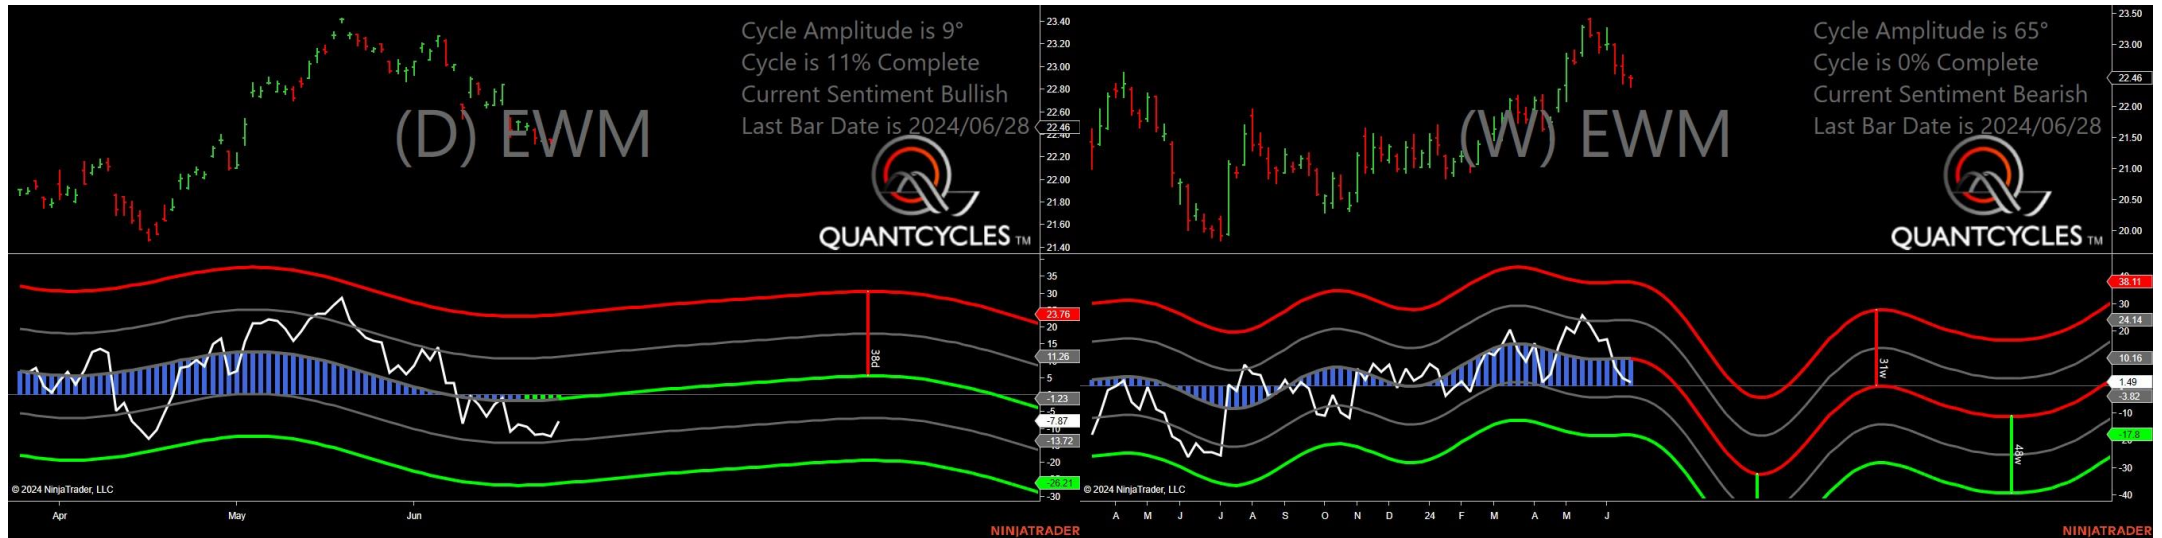 Cycle Amplitude is 9°
Cycle is 11% Complete
Current Sentiment Bullish
Last Bar Date is 2024/06/28
(D) EWM
QUANTCYCLES TM
23.40
23.20
23.00
22.80
22.60
22.46
22.40
22.20
22.00
21.80
21.60
21.40
35
30
23.76
20
15
11.26
5
-1.23
-5
-7.87
-10
-13.72
-20
-26.21
-30
38d
© 2024 NinjaTrader, LLC
Apr
May
Jun
NINJATRADER
Cycle Amplitude is 65°
Cycle is 0% Complete
Current Sentiment Bearish
Last Bar Date is 2024/06/28
(W) EWM
QUANTCYCLES TM
23.50
23.00
22.46
22.00
21.50
21.00
20.50
20.00
38.11
30
24.14
20
10.16
1.49
-3.82
-10
-17.8
-30
-40
31w
48w
© 2024 NinjaTrader, LLC
A M J J A S O N D 24 F M A M J
NINJATRADER